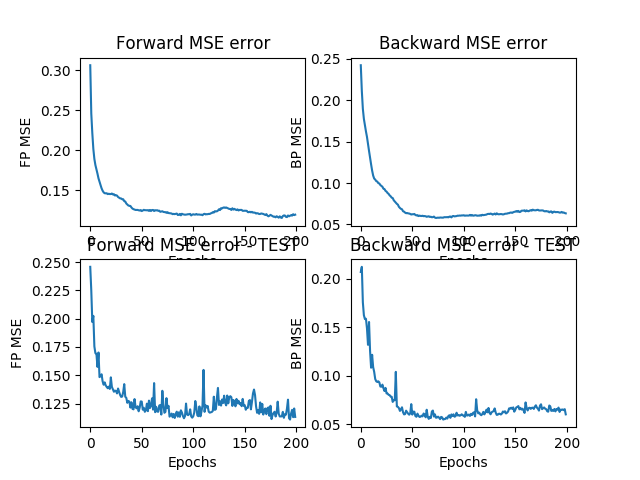 Forward MSE error
Backward MSE error
0.30
0.25
0.20
0.15
FP MSE
0 50 100 150 200
Epochs
0.25
0.20
0.15
0.10
0.05
BP MSE
0 50 100 150 200
Epochs
Forward MSE error - TEST
Backward MSE error - TEST
0.250
0.225
0.200
0.175
0.150
0.125
FP MSE
0 50 100 150 200
Epochs
0.20
0.15
0.10
0.05
BP MSE
0 50 100 150 200
Epochs